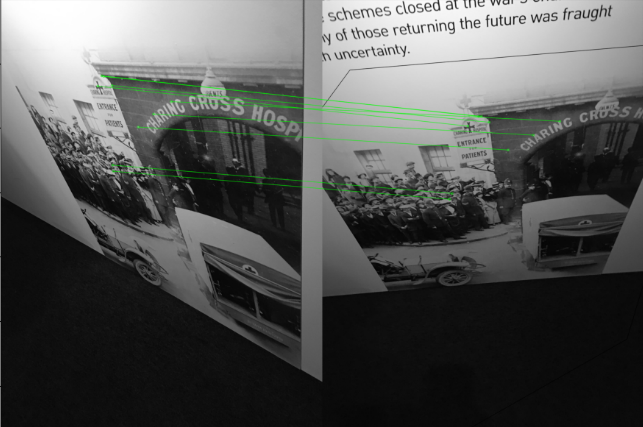 ENTRANCE
PATIENTS
CHARING CROSS HOSPI
schemes closed at the war's
y of those returning the future was fraught
h uncertainty.
ENTRANCE
PATIENTS
CHARING CROSS H